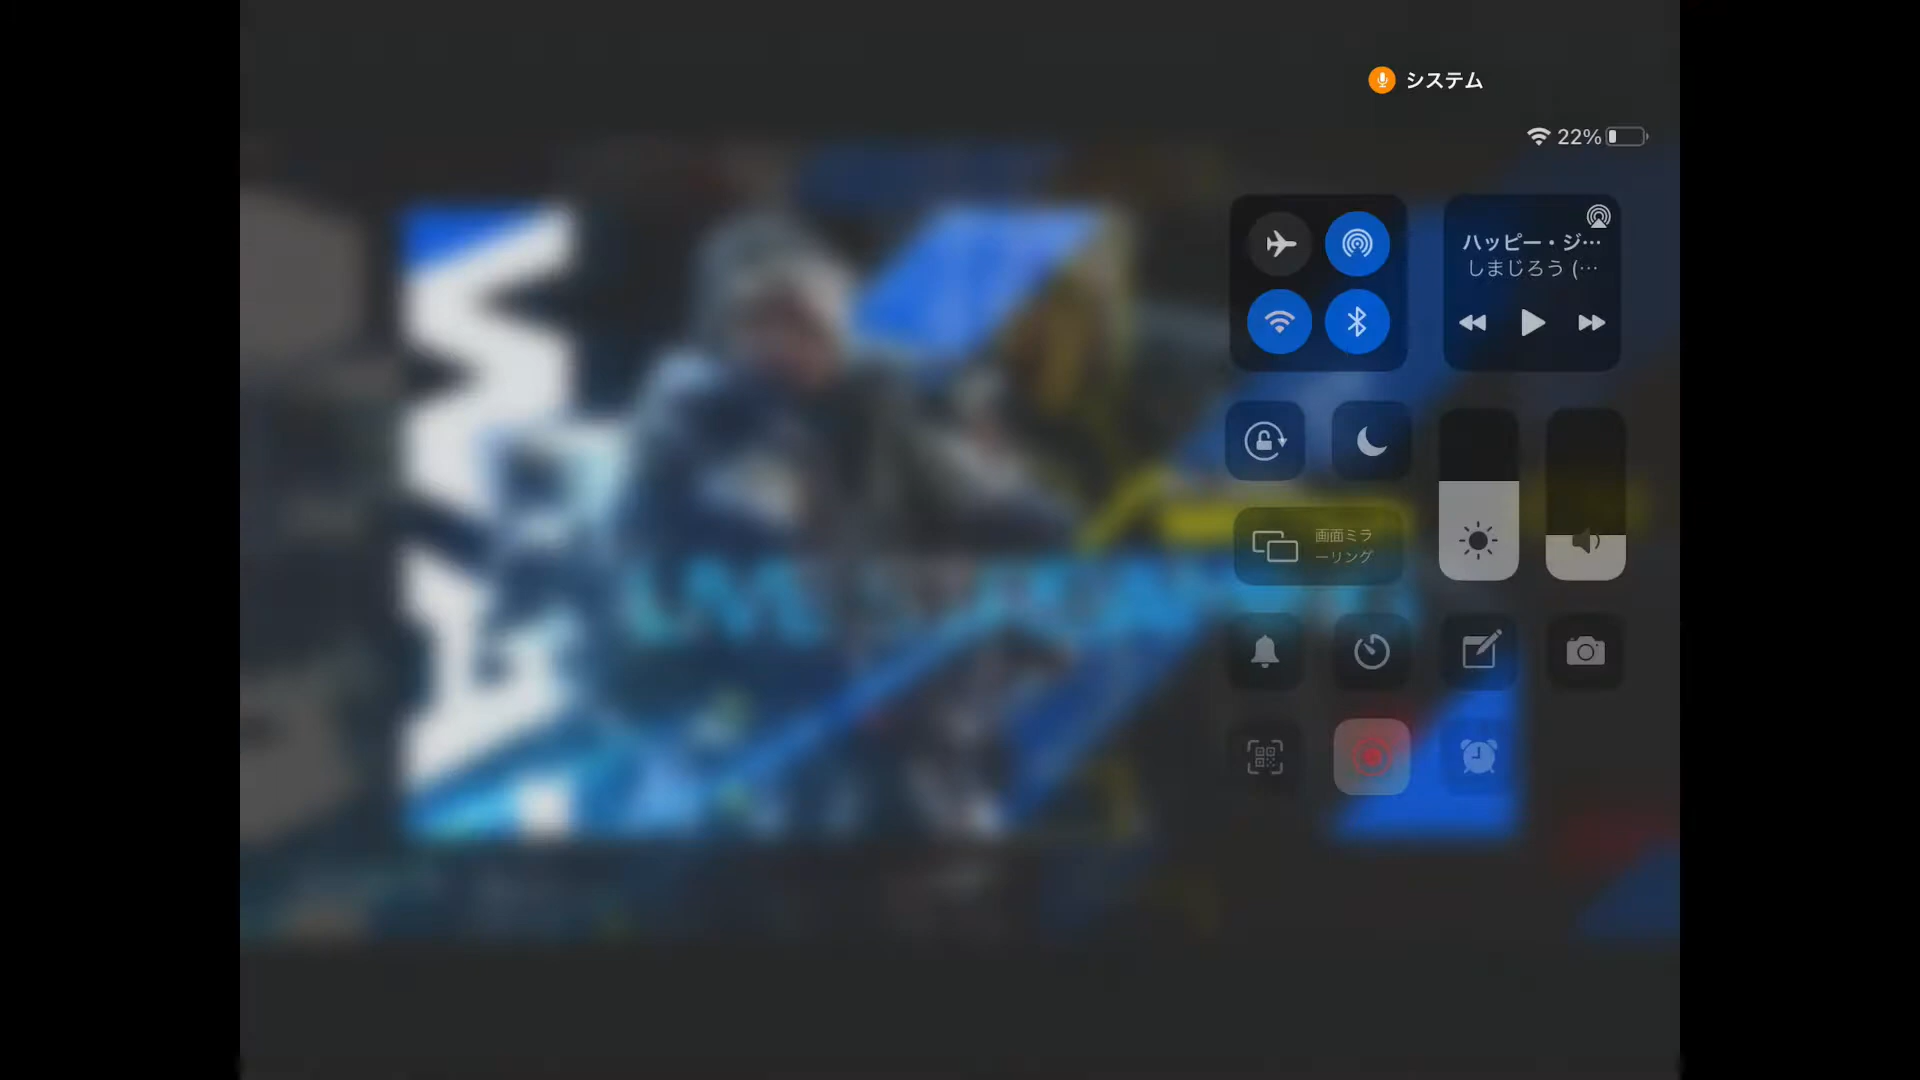 システム
22%
ハッピー・ジ…
しまじろう (…
画面ミラ
ーリング